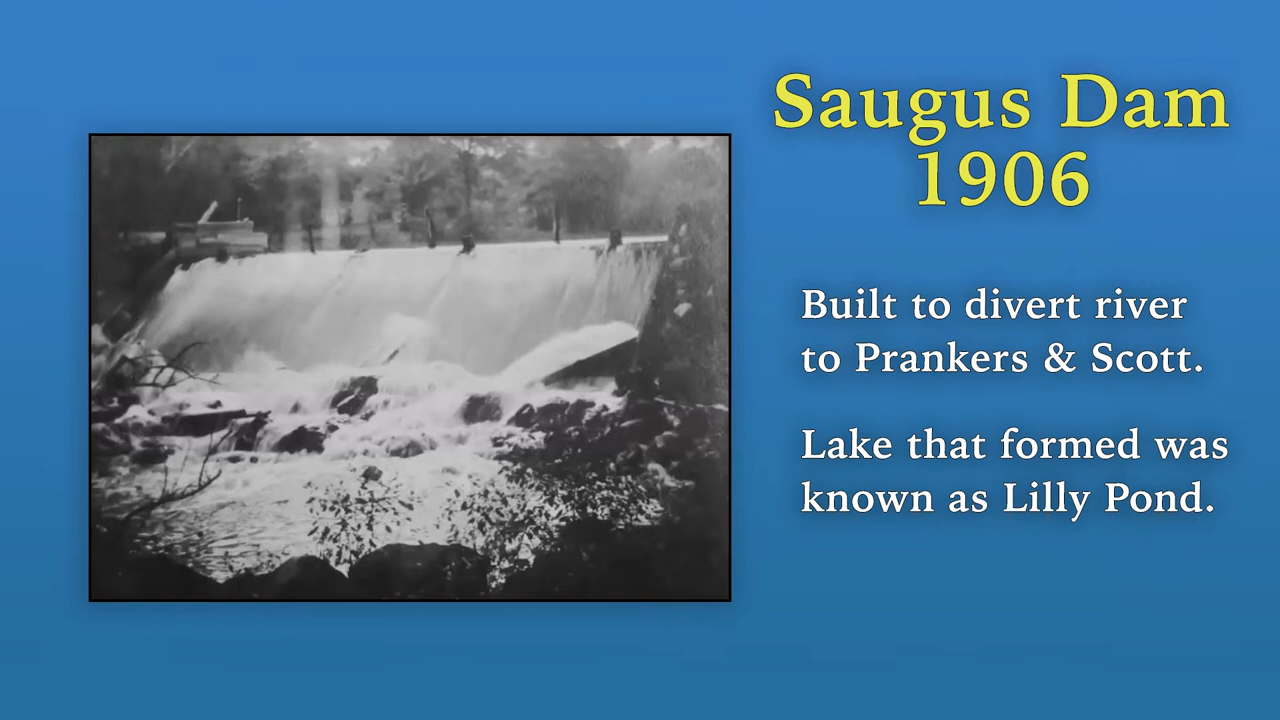 Saugus Dam
1906
Built to divert river
to Prankers & Scott.
Lake that formed was
known as Lilly Pond.